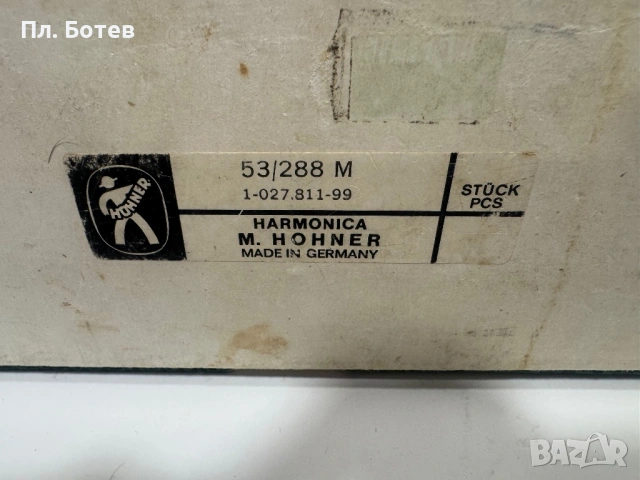 Пл. Ботев
HOHNER
53/288 M
1-027.811-99
STÜCK
PCS
HARMONICA
M. HOHNER
MADE IN GERMANY
BAZAR